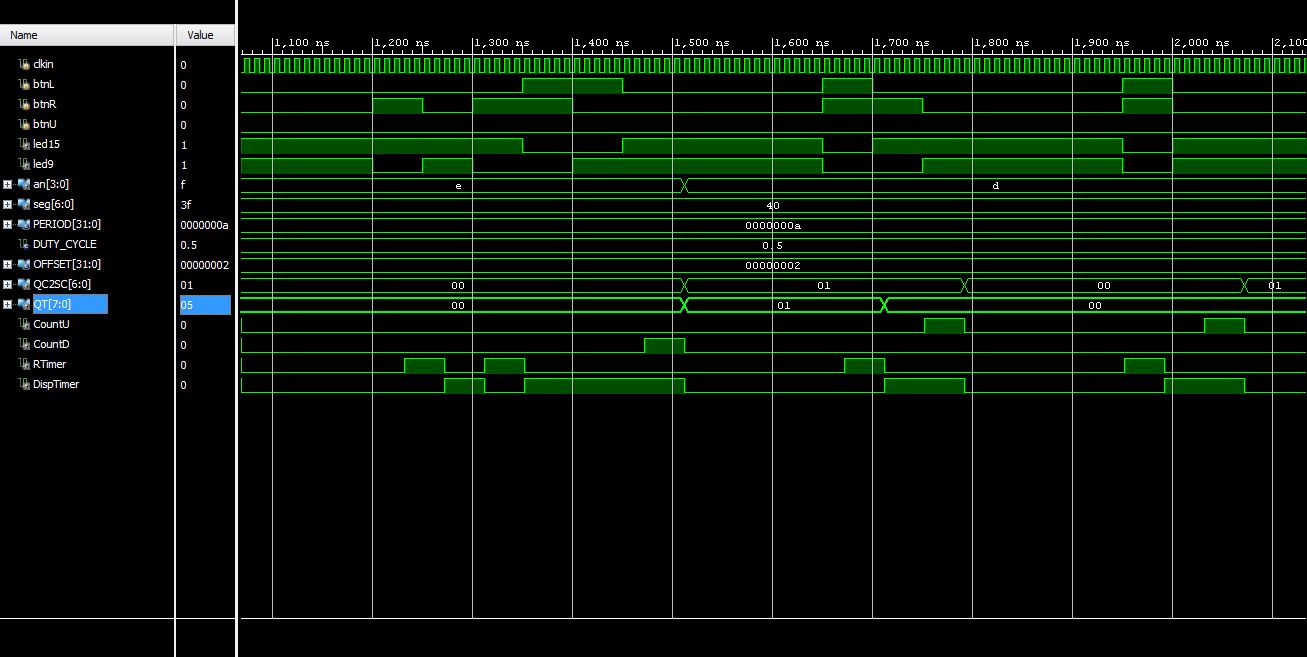 Name Value
1,100 ns 1,200 ns 1,300 ns 1,400 ns 1,500 ns 1,600 ns 1,700 ns 1,800 ns 1,900 ns 2,000 ns 2,100
clkin 0
btnL 0
btnR 0
btnU 0
led15 1
led9 1
an[3:0] f e d
seg[6:0] 3f 40
PERIOD[31:0] 0000000a 0000000a
DUTY_CYCLE 0.5 0.5
OFFSET[31:0] 00000002 00000002
QC2SC[6:0] 01 00 01 00 01
QT[7:0] 05 00 01 00
CountU 0
CountD 0
RTimer 0
DispTimer 0